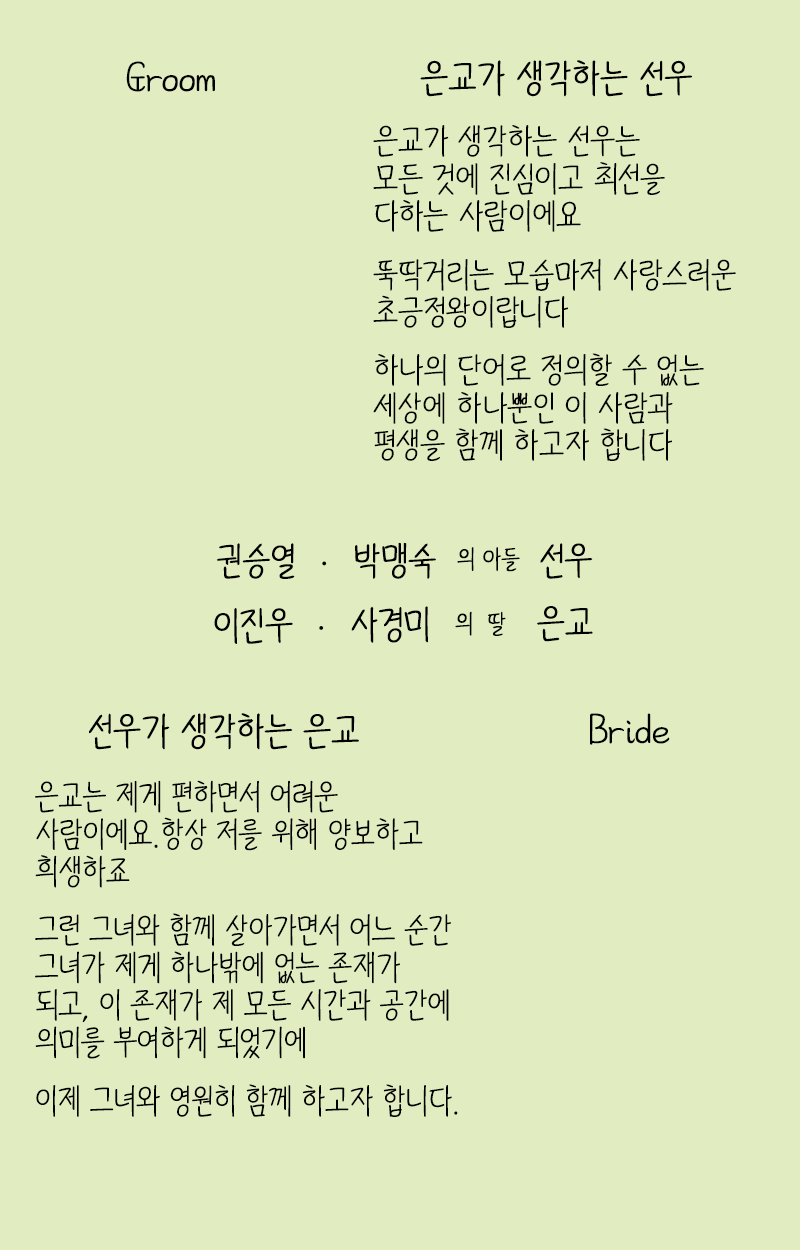 Groom
은교가 생각하는 선우
은교가 생각하는 선우는
모든 것에 진심이고 최선을
다하는 사람이에요
뚝딱거리는 모습마저 사랑스러운
초긍정왕이랍니다
하나의 단어로 정의할 수 없는
세상에 하나뿐인 이 사람과
평생을 함께 하고자 합니다
권승열 · 박맹숙 의 아들 선우
이진우 · 사경미 의 딸 은교
선우가 생각하는 은교
Bride
은교는 제게 편하면서 어려운
사람이에요.항상 저를 위해 양보하고
희생하죠
그런 그녀와 함께 살아가면서 어느 순간
그녀가 제게 하나밖에 없는 존재가
되고, 이 존재가 제 모든 시간과 공간에
의미를 부여하게 되었기에
이제 그녀와 영원히 함께 하고자 합니다.